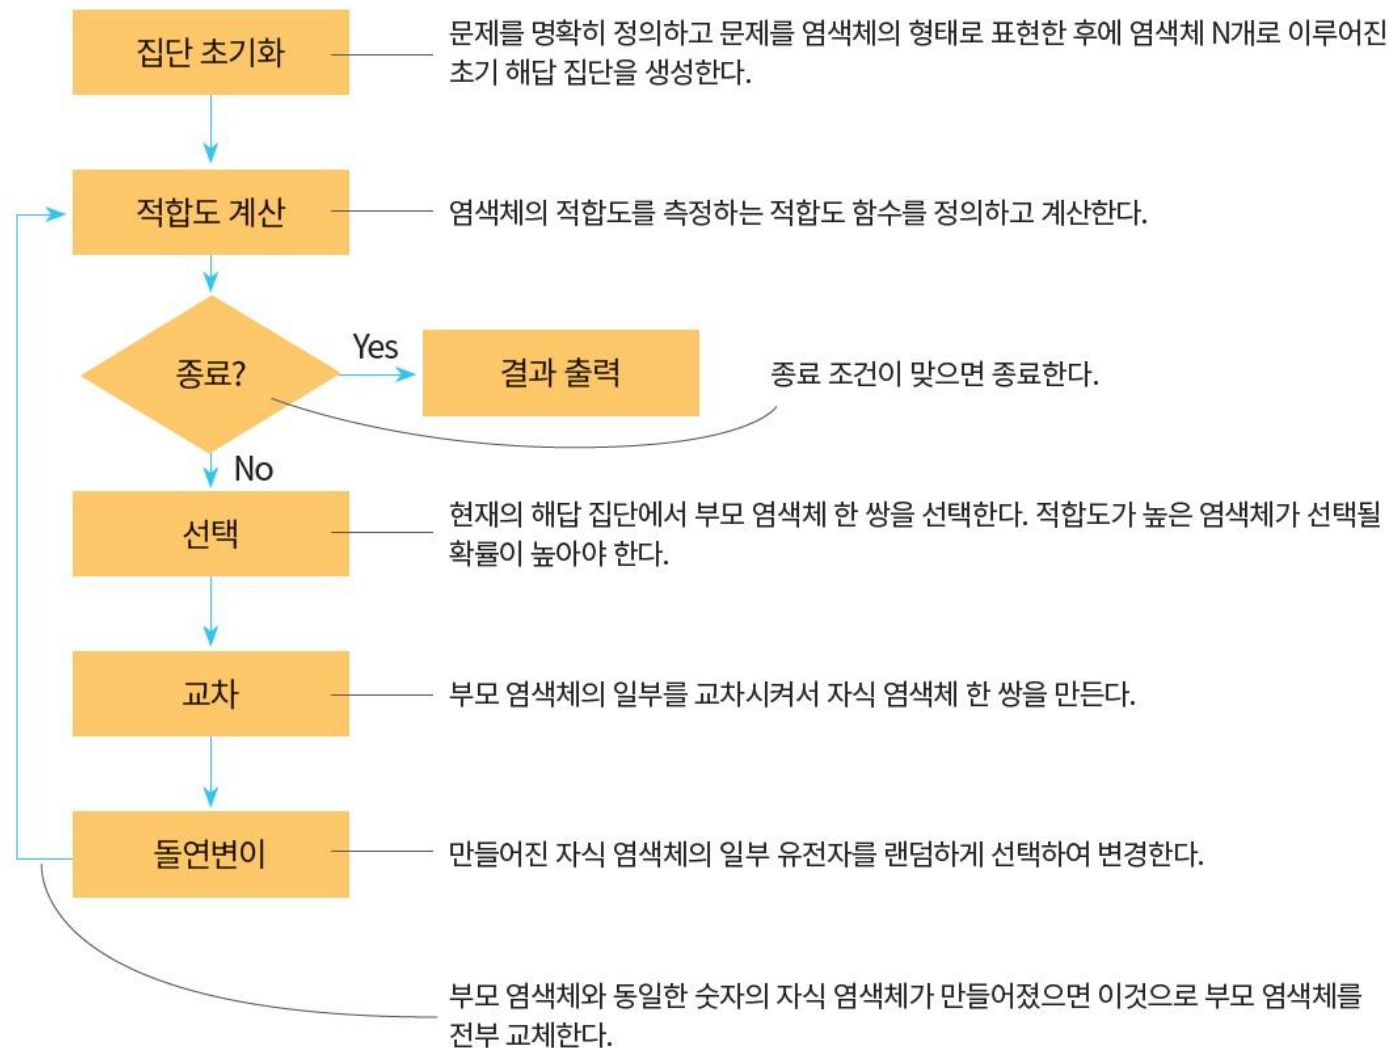 집단 초기화
문제를 명확히 정의하고 문제를 염색체의 형태로 표현한 후에 염색체 N개로 이루어진
초기 해답 집단을 생성한다.
적합도 계산
염색체의 적합도를 측정하는 적합도 함수를 정의하고 계산한다.
종료?
Yes
결과 출력
종료 조건이 맞으면 종료한다.
No
선택
현재의 해답 집단에서 부모 염색체 한 쌍을 선택한다. 적합도가 높은 염색체가 선택될
확률이 높아야 한다.
교차
부모 염색체의 일부를 교차시켜서 자식 염색체 한 쌍을 만든다.
돌연변이
만들어진 자식 염색체의 일부 유전자를 랜덤하게 선택하여 변경한다.
부모 염색체와 동일한 숫자의 자식 염색체가 만들어졌으면 이것으로 부모 염색체를
전부 교체한다.